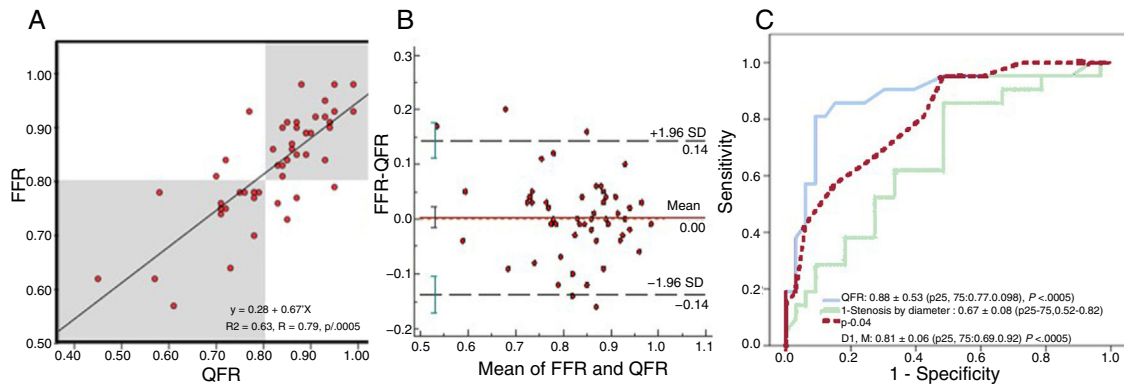 A
FFR
1.00
0.90
0.80
0.70
0.60
0.50
0.40
0.60
0.70
0.80
0.90
1.00
y = 0.28 + 0.67'X
R2 = 0.63, R = 0.79, p/.0005
QFR
B
FFR-QFR
0.3
0.2
0.1
0.0
−0.1
−0.2
+1.96 SD
0.14
Mean
0.00
−1.96 SD
−0.14
0.5
0.6
0.7
0.8
0.9
1.0
1.1
Mean of FFR and QFR
C
Sensitivity
1.0
0.8
0.6
0.4
0.2
0.0
QFR: 0.88 ± 0.53 (p25, 75:0.77.0.098), P <.0005)
1-Stenosis by diameter : 0.67 ± 0.08 (p25-75,0.52-0.82)
p-0.04
D1, M: 0.81 ± 0.06 (p25, 75:0.69.0.92) P <.0005)
0.0
0.2
0.4
0.6
0.8
1.0
1 - Specificity